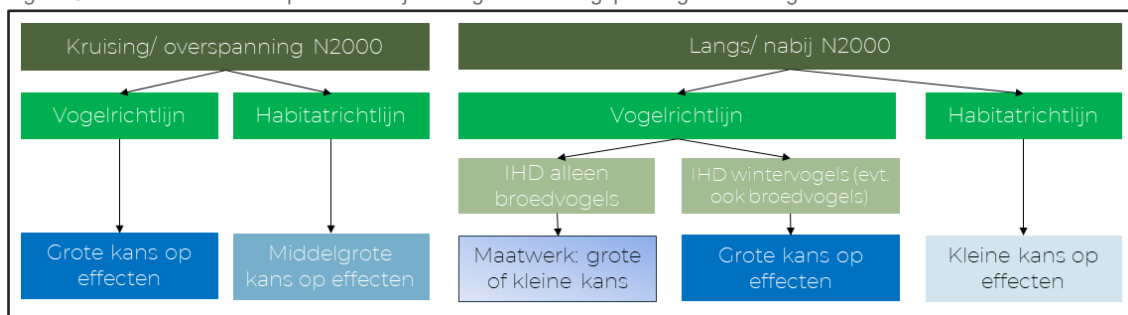 Kruising/ overspanning N2000
Langs/ nabij N2000
Vogelrichtlijn
Habitatrichtlijn
Vogelrichtlijn
Habitatrichtlijn
IHD alleen
broedvogels
IHD wintervogels (evt.
ook broedvogels)
Grote kans op
effecten
Middelgrote
kans op effecten
Maatwerk: grote
of kleine kans
Grote kans op
effecten
Kleine kans op
effecten